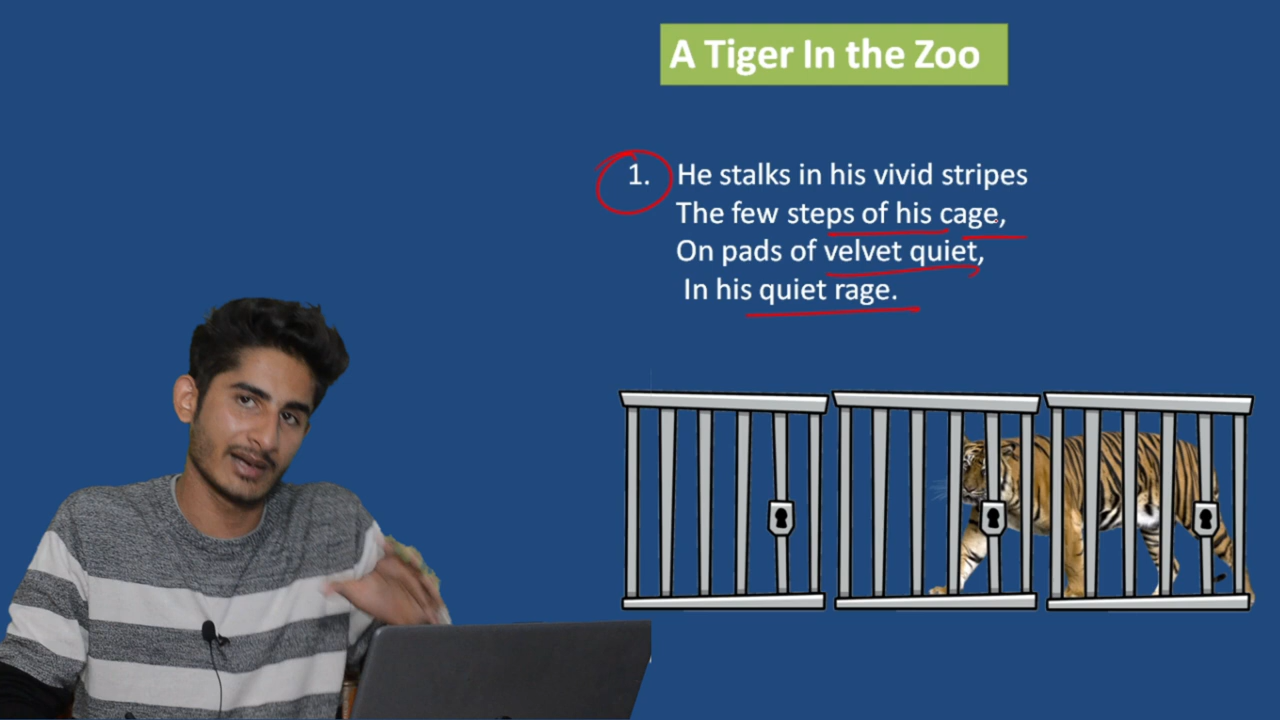 A Tiger In the Zoo
1. He stalks in his vivid stripes
The few steps of his cage,
On pads of velvet quiet,
In his quiet rage.